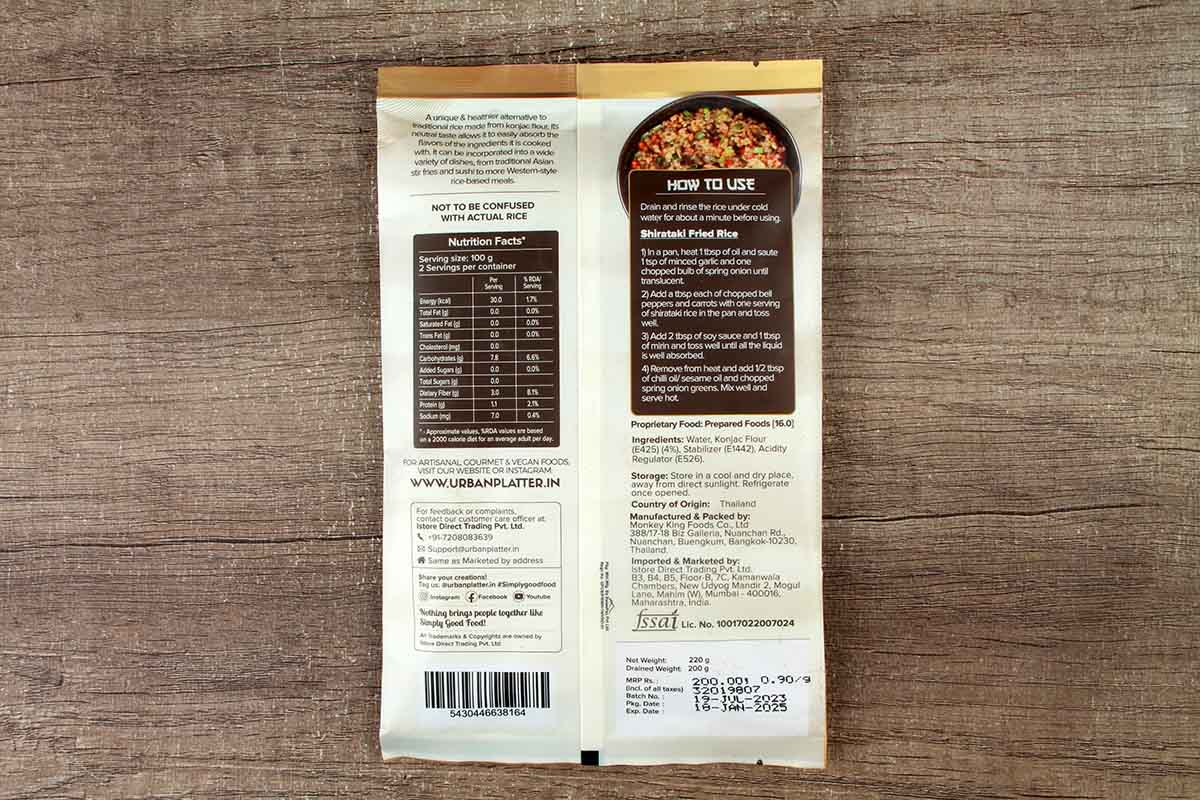 A unique & healthier alternative to
traditional rice made from konjac flour. Its
neutral taste allows it to easily absorb the
flavors of the ingredients it is cooked
with. It can be incorporated into a wide
variety of dishes, from traditional Asian
stir fries and sushi to more Western-style
rice-based meals.
NOT TO BE CONFUSED
WITH ACTUAL RICE
Nutrition Facts*
Serving size: 100 g
2 Servings per container
Per Serving % RDA/ Serving
Energy (kcal) 30.0 1.7%
Total Fat (g) 0.0 0.0%
Saturated Fat (g) 0.0 0.0%
Trans Fat (g) 0.0 0.0%
Cholesterol (mg) 0.0
Carbohydrates (g) 7.8 6.6%
Added Sugars (g) 0.0 0.0%
Total Sugars (g) 0.0
Dietary Fiber (g) 3.0 8.1%
Protein (g) 1.1 2.1%
Sodium (mg) 7.0 0.4%
* - Approximate values, %RDA values are based
on a 2000 calorie diet for an average adult per day.
FOR ARTISANAL, GOURMET & VEGAN FOODS,
VISIT OUR WEBSITE OR INSTAGRAM
WWW.URBANPLATTER.IN
For feedback or complaints,
contact our customer care officer at:
Istore Direct Trading Pvt. Ltd.
+91-7208083639
Support@urbanplatter.in
Same as Marketed by address
Share your creations!
Tag us: @urbanplatter.in #Simplygoodfood
Instagram Facebook Youtube
Nothing brings people together like
Simply Good Food!
All Trademarks & Copyrights are owned by
Istore Direct Trading Pvt. Ltd
5430446638164
HOW TO USE
Drain and rinse the rice under cold
water for about a minute before using.
Shirataki Fried Rice
1) In a pan, heat 1 tbsp of oil and saute
1 tsp of minced garlic and one
chopped bulb of spring onion until
translucent.
2) Add a tbsp each of chopped bell
peppers and carrots with one serving
of shirataki rice in the pan and toss
well.
3) Add 2 tbsp of soy sauce and 1 tbsp
of mirin and toss well until all the liquid
is well absorbed.
4) Remove from heat and add 1/2 tbsp
of chilli oil/ sesame oil and chopped
spring onion greens. Mix well and
serve hot.
Proprietary Food: Prepared Foods [16.0]
Ingredients: Water, Konjac Flour
(E425) (4%), Stabilizer (E1442), Acidity
Regulator (E526).
Storage: Store in a cool and dry place,
away from direct sunlight. Refrigerate
once opened.
Country of Origin: Thailand
Manufactured & Packed by:
Monkey King Foods Co., Ltd
388/17-18 Biz Galleria, Nuanchan Rd.,
Nuanchan, Buengkum, Bangkok-10230,
Thailand.
Imported & Marketed by:
Istore Direct Trading Pvt. Ltd.
B3, B4, B5, Floor-B, 7C, Kamanwala
Chambers, New Udyog Mandir 2, Mogul
Lane, Mahim (W), Mumbai - 400016,
Maharashtra, India.
fssai Lic. No. 10017022007024
Net Weight: 220 g
Drained Weight: 200 g
MRP Rs.: 200.00; 0.90/g
(Incl. of all taxes)
Batch No. : 32019807
Pkg. Date : 19-JUL-2023
Exp. Date : 18-JAN-2025